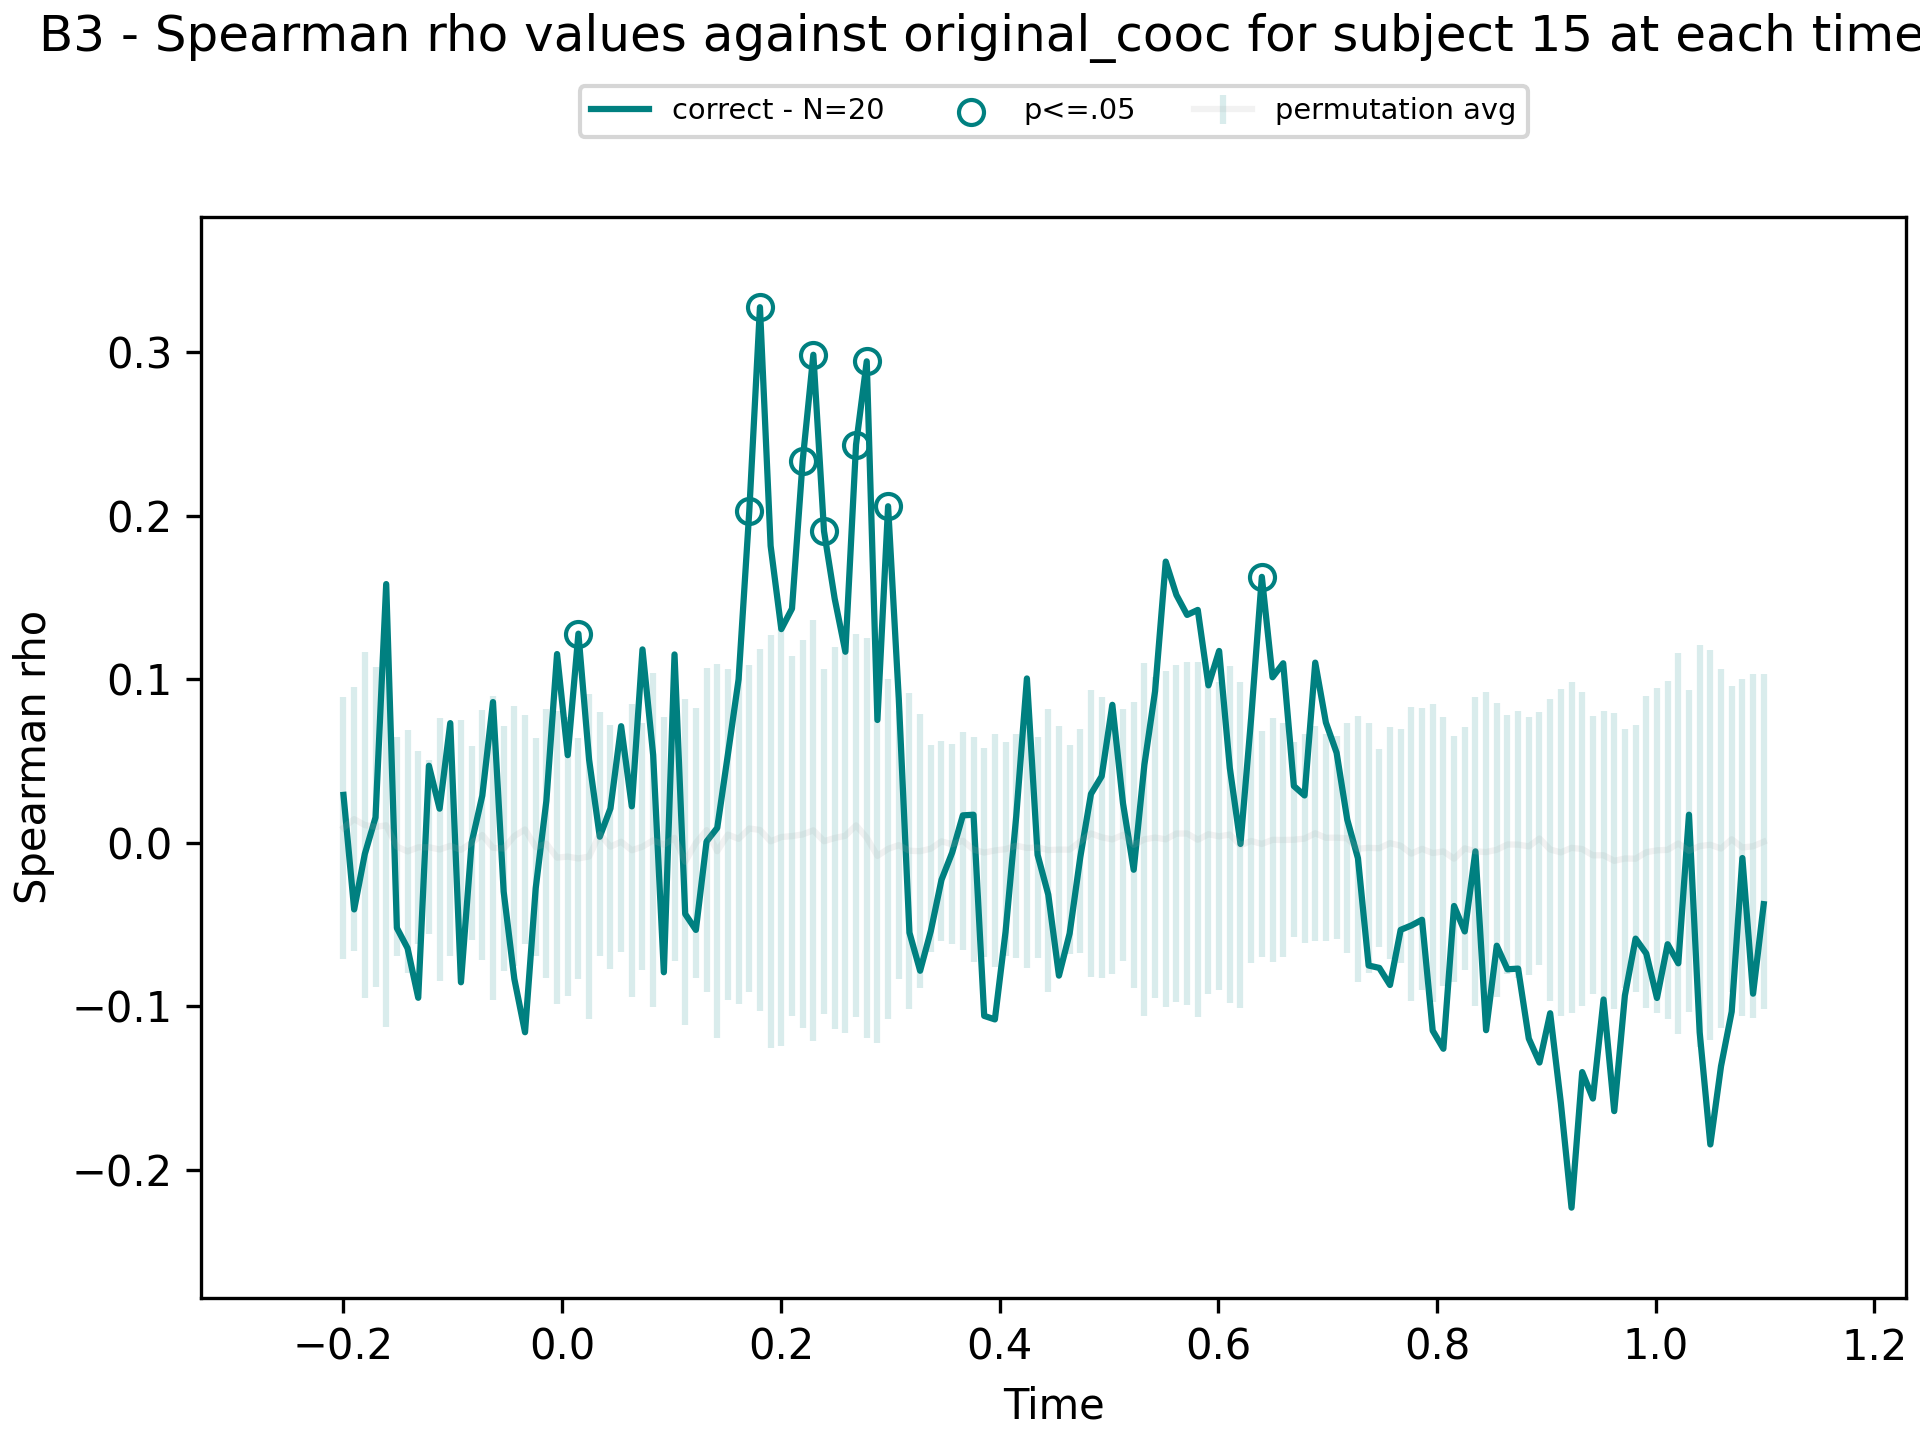 B3 - Spearman rho values against original_cooc for subject 15 at each time
correct - N=20 p<=.05 permutation avg
Spearman rho
0.3
0.2
0.1
0.0
−0.1
−0.2
−0.2 0.0 0.2 0.4 0.6 0.8 1.0 1.2
Time